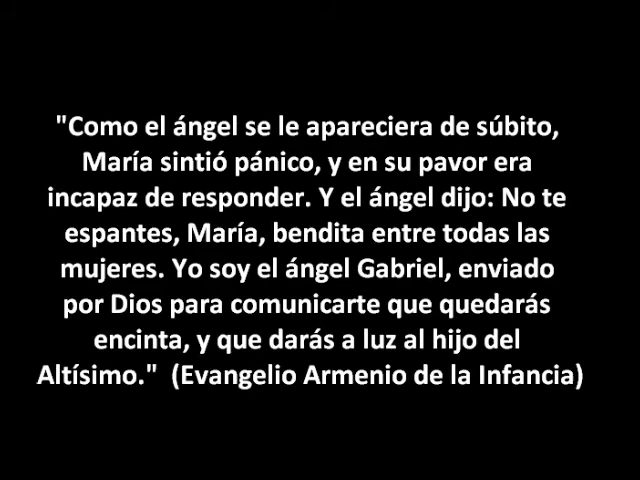 "Como el ángel se le apareciera de súbito,
María sintió pánico, y en su pavor era
incapaz de responder. Y el ángel dijo: No te
espantes, María, bendita entre todas las
mujeres. Yo soy el ángel Gabriel, enviado
por Dios para comunicarte que quedarás
encinta, y que darás a luz al hijo del
Altísimo."  (Evangelio Armenio de la Infancia)